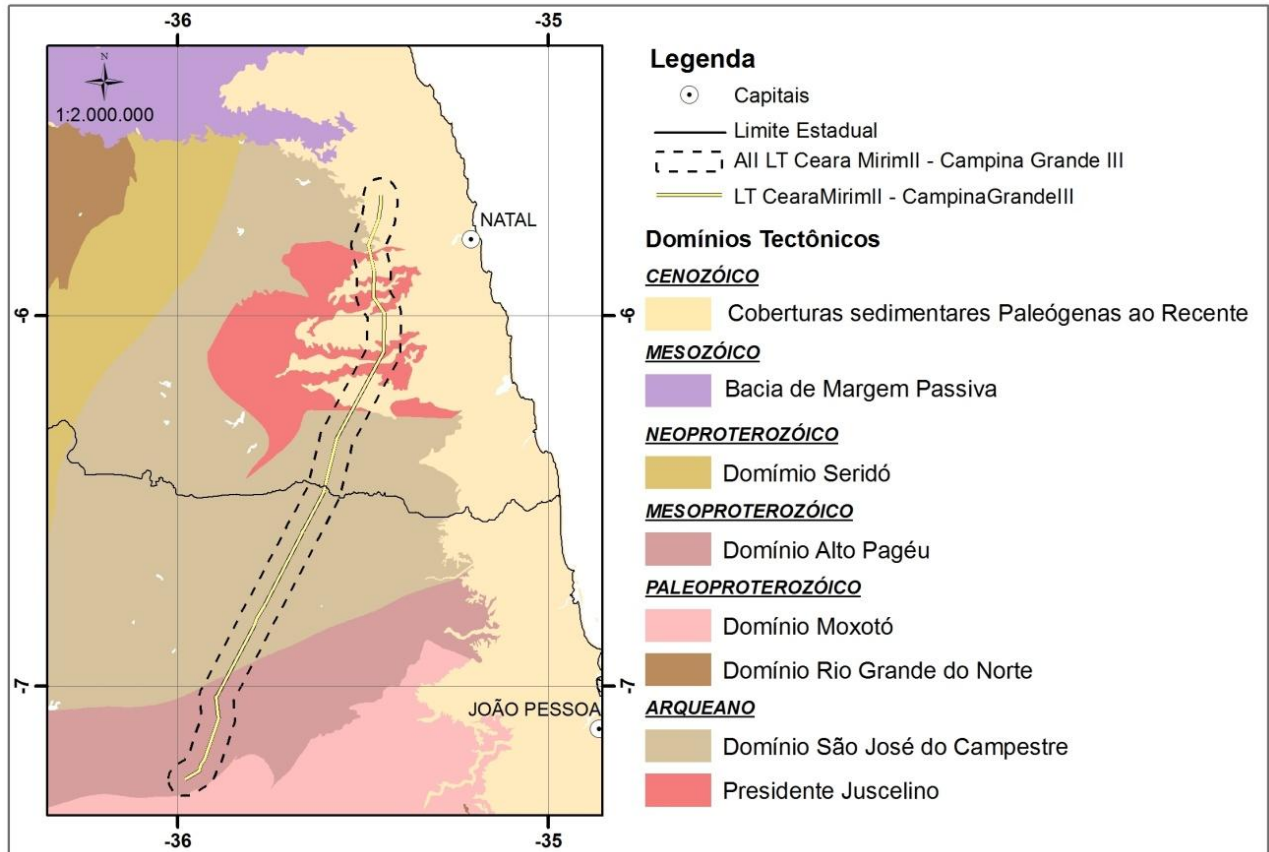 -36
-35
N
1:2.000.000
NATAL
-6
-6
-7
-7
JOÃO PESSOA
-36
-35
Legenda
Capitais
Limite Estadual
AII LT Ceara MirimII - Campina Grande III
LT CearaMirimII - CampinaGrandeIII
Domínios Tectônicos
CENOZÓICO
Coberturas sedimentares Paleógenas ao Recente
MESOZÓICO
Bacia de Margem Passiva
NEOPROTEROZÓICO
Domímio Seridó
MESOPROTEROZÓICO
Domínio Alto Pagéu
PALEOPROTEROZÓICO
Domínio Moxotó
Domínio Rio Grande do Norte
ARQUEANO
Domínio São José do Campestre
Presidente Juscelino